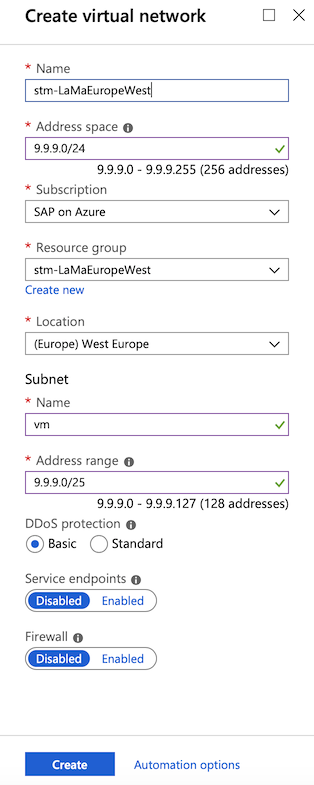 Create virtual network
* Name
stm-LaMaEuropeWest
* Address space
9.9.9.0/24
9.9.9.0 - 9.9.9.255 (256 addresses)
* Subscription
SAP on Azure
* Resource group
stm-LaMaEuropeWest
Create new
* Location
(Europe) West Europe
Subnet
* Name
vm
* Address range
9.9.9.0/25
9.9.9.0 - 9.9.9.127 (128 addresses)
DDoS protection
Basic Standard
Service endpoints
Disabled Enabled
Firewall
Disabled Enabled
Create Automation options